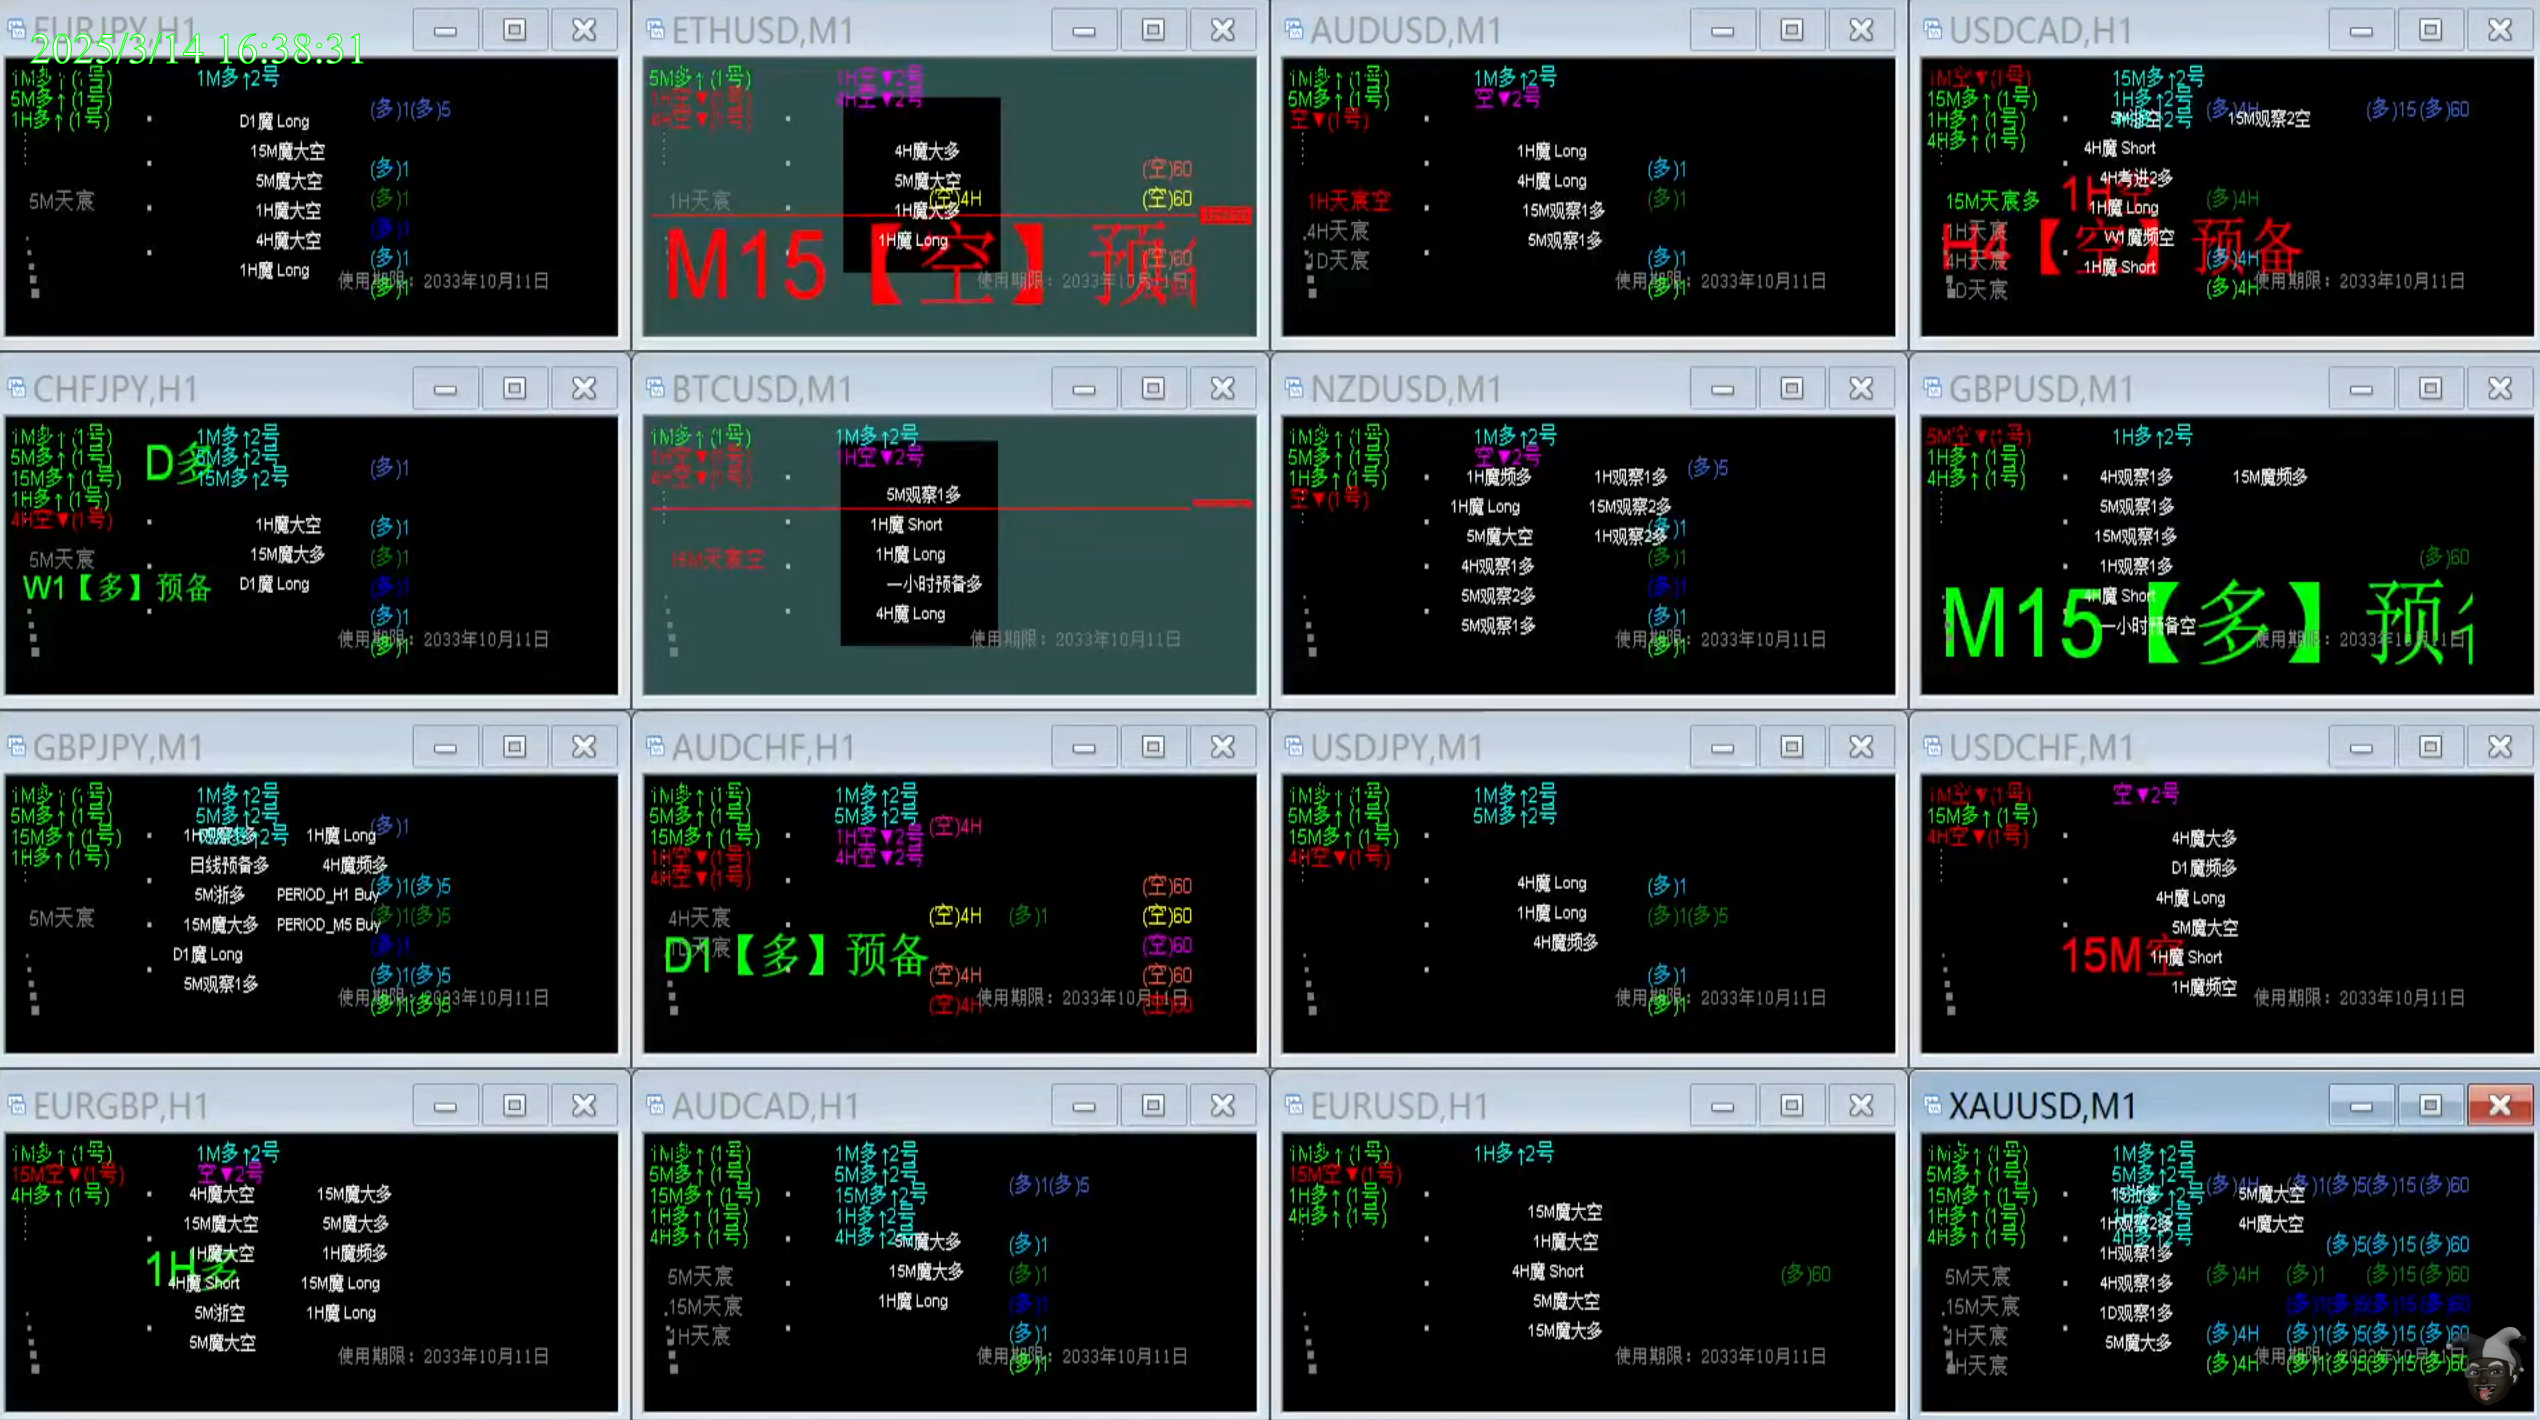 EURJPY,H1
2025/3/14 16:38:31
1M多↑(1号) 1M多↑2号
5M多↑(1号) (多)1(多)5
1H多↑(1号) D1魔 Long
15M魔大空 (多)1
5M魔大空
5M天宸 (多)1
1H魔大空
4H魔大空 (多)1
1H魔 Long (多)1
使用期限：2033年10月11日
(多)1
ETHUSD,M1
5M多↑(1号) 1H空▼2号
1H空▼(1号) 4H空▼2号
4H空▼(1号)
4H魔大多
5M魔大空 (空)60
1H天宸 (空)4H (空)60
1H魔大多
1H魔 Long
M15【空】预
(空)60
使用期限：2033年10月11日
AUDUSD,M1
1M多↑(1号) 1M多↑2号
5M多↑(1号) 空▼2号
空▼(1号)
1H魔 Long (多)1
4H魔 Long
1H天宸空 15M观察1多 (多)1
4H天宸 5M观察1多
1D天宸 (多)1
使用期限：2033年10月11日
(多)1
USDCAD,H1
1M空▼(1号) 15M多↑2号
15M多↑(1号) 1H多↑2号 (多)4H (多)15(多)60
1H多↑(1号) 15M观察2空
4H多↑(1号) 4H魔 Short
4H考进2多
15M天宸多 1H空 1H魔 Long (多)4H
1H天宸 W1魔频空
H4【空】预备
4H天宸 1H魔 Short (多)4H
D天宸 (多)4H
使用期限：2033年10月11日
CHFJPY,H1
1M多↑(1号) 1M多↑2号
5M多↑(1号) D多 5M多↑2号 (多)1
15M多↑(1号) 15M多↑2号
1H多↑(1号)
4H空▼(1号) 1H魔大空 (多)1
5M天宸 15M魔大多 (多)1
W1【多】预备 D1魔 Long (多)1
(多)1
使用期限：2033年10月11日
(多)1
BTCUSD,M1
1M多↑(1号) 1M多↑2号
1H空▼(1号) 1H空▼2号
4H空▼(1号)
5M观察1多
1H魔 Short
15M天宸空 1H魔 Long
一小时预备多
4H魔 Long
使用期限：2033年10月11日
NZDUSD,M1
1M多↑(1号) 1M多↑2号
5M多↑(1号) 空▼2号 (多)5
1H多↑(1号) 1H魔频多 1H观察1多
空▼(1号) 1H魔 Long 15M观察2多
5M魔大空 1H观察2多 (多)1
4H观察1多 (多)1
5M观察2多 (多)1
5M观察1多 (多)1
使用期限：2033年10月11日
(多)1
GBPUSD,M1
5M空▼(1号) 1H多↑2号
1H多↑(1号)
4H多↑(1号) 4H观察1多 15M魔频多
5M观察1多
15M观察1多
1H观察1多 (多)60
4H魔 Short
M15【多】预
一小时预备空
使用期限：2033年10月11日
GBPJPY,M1
1M多↑(1号) 1M多↑2号
5M多↑(1号) 5M多↑2号 (多)1
15M多↑(1号) 1H观察1多 1H魔 Long
1H多↑(1号) 日线预备多 4H魔频多
5M浙多 PERIOD_H1 Buy (多)1(多)5
5M天宸 15M魔大多 PERIOD_M5 Buy (多)1(多)5
D1魔 Long (多)1
5M观察1多 (多)1(多)5
使用期限：2033年10月11日
(多)1(多)5
AUDCHF,H1
1M多↑(1号) 1M多↑2号
5M多↑(1号) 5M多↑2号
15M多↑(1号) 1H空▼2号 (空)4H
1H空▼(1号) 4H空▼2号
4H空▼(1号) (空)60
4H天宸 (空)4H (多)1 (空)60
1D天宸 (空)60
D1【多】预备
(空)4H (空)60
(空)4H 使用期限：2033年10月11日 (空)60
USDJPY,M1
1M多↑(1号) 1M多↑2号
5M多↑(1号) 5M多↑2号
15M多↑(1号)
4H空▼(1号)
4H魔 Long (多)1
1H魔 Long (多)1(多)5
4H魔频多
(多)1
使用期限：2033年10月11日
(多)1
USDCHF,M1
1M空▼(1号) 空▼2号
15M多↑(1号)
4H空▼(1号) 4H魔大多
D1魔频多
4H魔 Long
5M魔大空
15M空 1H魔 Short
1H魔频空
使用期限：2033年10月11日
EURGBP,H1
1M多↑(1号) 1M多↑2号
15M空▼(1号) 空▼2号
4H多↑(1号) 4H魔大空 15M魔大多
15M魔大空 5M魔大多
1H多 1H魔大空 1H魔频多
4H魔 Short 15M魔 Long
5M浙空 1H魔 Long
5M魔大空
使用期限：2033年10月11日
AUDCAD,H1
1M多↑(1号) 1M多↑2号
5M多↑(1号) 5M多↑2号 (多)1(多)5
15M多↑(1号) 15M多↑2号
1H多↑(1号) 1H多↑2号
4H多↑(1号) 4H多↑2号
5M魔大多 (多)1
5M天宸 15M魔大多 (多)1
15M天宸 1H魔 Long (多)1
1H天宸 (多)1
使用期限：2033年10月11日
(多)1
EURUSD,H1
1M多↑(1号) 1H多↑2号
15M空▼(1号)
1H多↑(1号)
4H多↑(1号) 15M魔大空
1H魔大空
4H魔 Short (多)60
5M魔大空
15M魔大多
使用期限：2033年10月11日
XAUUSD,M1
1M多↑(1号) 1M多↑2号
5M多↑(1号) 5M多↑2号 (多)4H (多)1(多)5(多)15(多)60
15M多↑(1号) 5M魔大空
1H多↑(1号) 1H观察2多 4H魔大空
4H多↑(1号) 4H多↑2号 (多)5(多)15(多)60
1H观察1多
5M天宸 4H观察1多 (多)4H (多)1 (多)15(多)60
15M天宸 1D观察1多 (多)1(多)5(多)15(多)60
1H天宸 5M魔大多 (多)4H (多)1(多)5(多)15(多)60
4H天宸 (多)4H (多)1(多)5(多)15(多)60